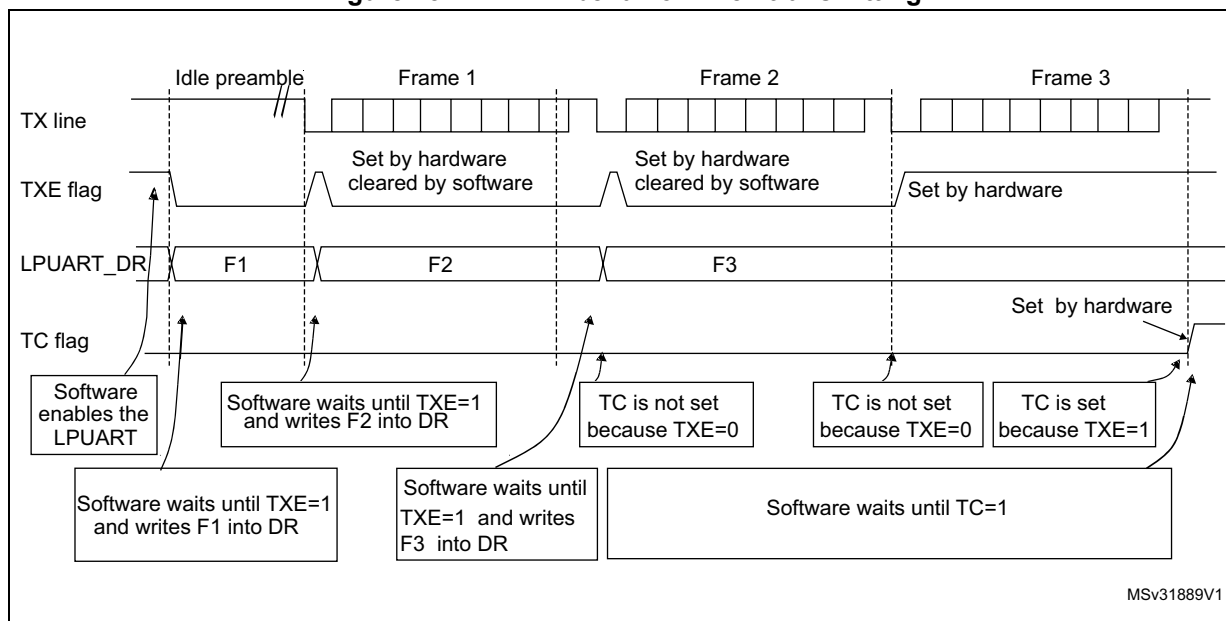 Idle preamble
Frame 1
Frame 2
Frame 3
TX line
TXE flag
Set by hardware
cleared by software
Set by hardware
cleared by software
Set by hardware
LPUART_DR
F1
F2
F3
TC flag
Set by hardware
Software
enables the
LPUART
Software waits until TXE=1
and writes F2 into DR
TC is not set
because TXE=0
TC is not set
because TXE=0
TC is set
because TXE=1
Software waits until TXE=1
and writes F1 into DR
Software waits until
TXE=1 and writes
F3 into DR
Software waits until TC=1
MSv31889V1